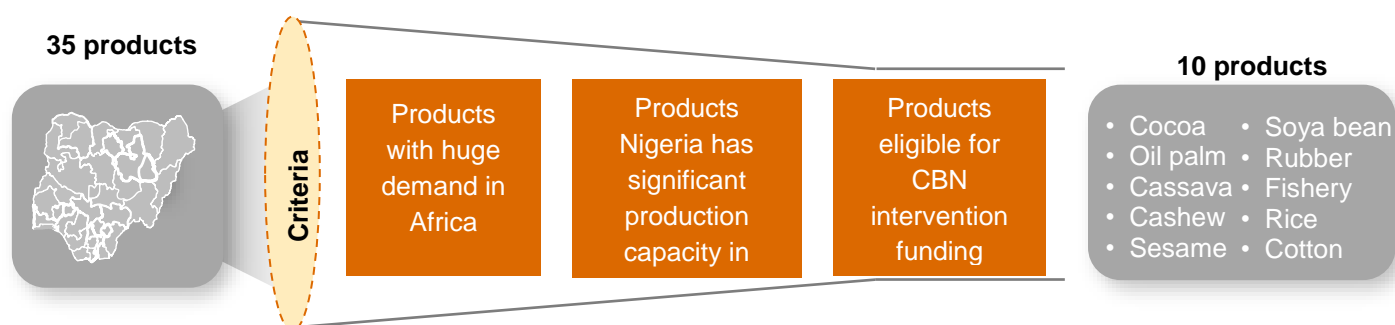 35 products
Criteria
Products
with huge
demand in
Africa
Products
Nigeria has
significant
production
capacity in
Products
eligible for
CBN
intervention
funding
10 products
• Cocoa
• Oil palm
• Cassava
• Cashew
• Sesame
• Soya bean
• Rubber
• Fishery
• Rice
• Cotton